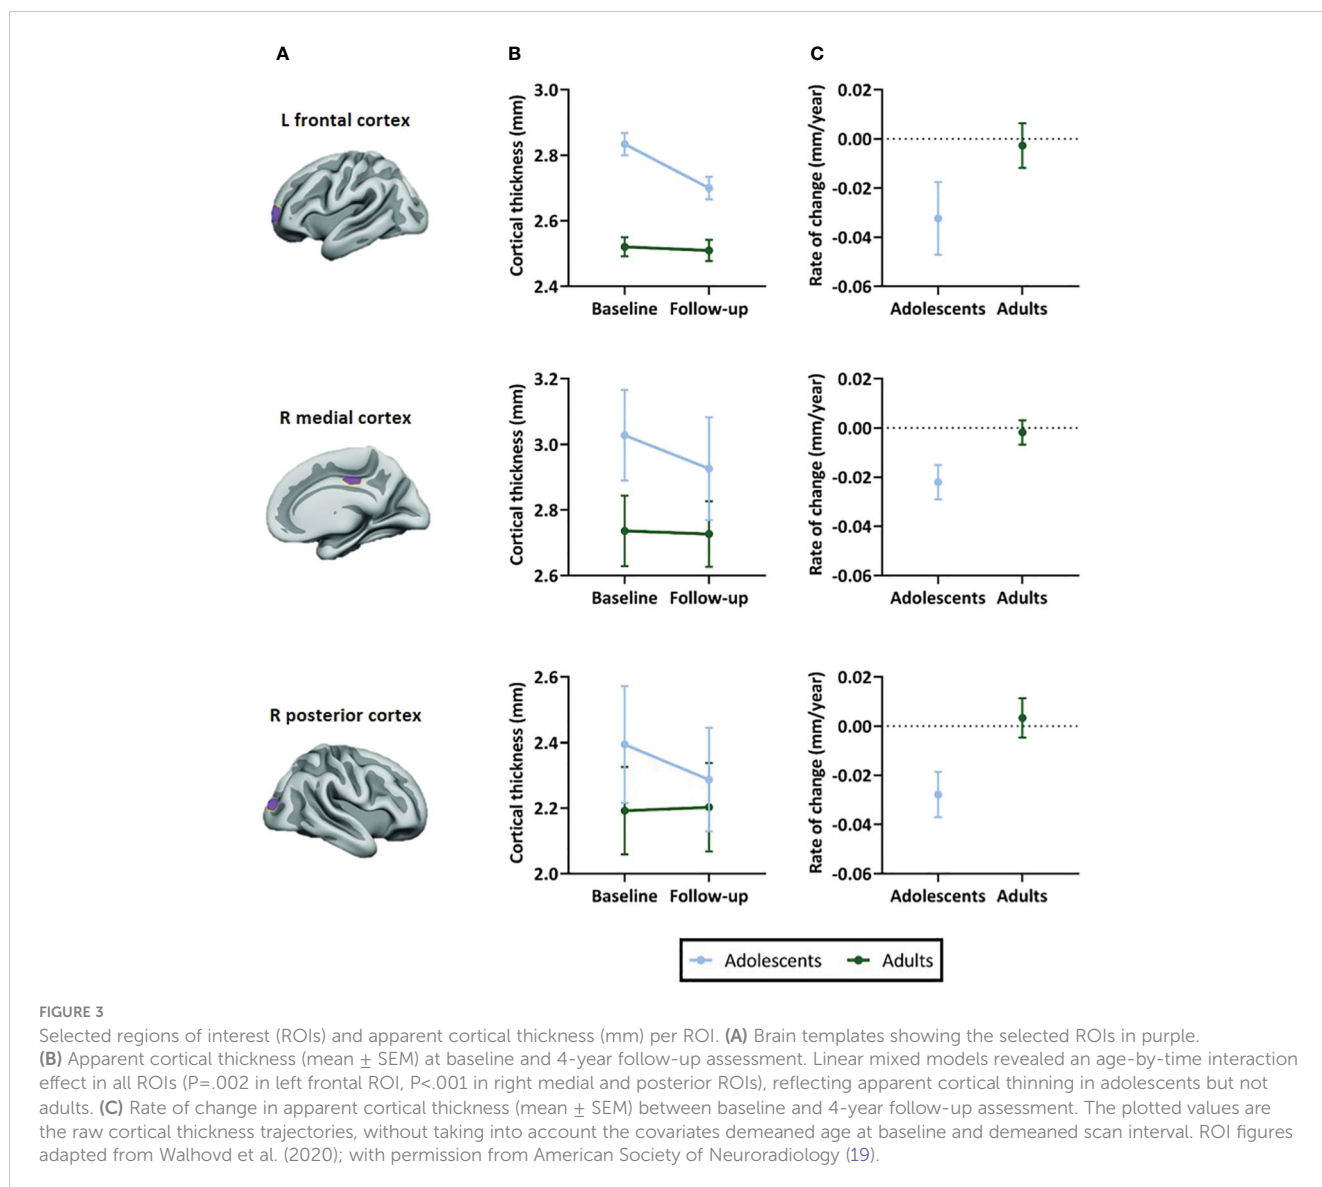 A
B
C
L frontal cortex
Cortical thickness (mm)
3.0
2.8
2.6
2.4
Baseline Follow-up
Rate of change (mm/year)
0.02
0.00
-0.02
-0.04
-0.06
Adolescents Adults
R medial cortex
Cortical thickness (mm)
3.2
3.0
2.8
2.6
Baseline Follow-up
Rate of change (mm/year)
0.02
0.00
-0.02
-0.04
-0.06
Adolescents Adults
R posterior cortex
Cortical thickness (mm)
2.6
2.4
2.2
2.0
Baseline Follow-up
Rate of change (mm/year)
0.02
0.00
-0.02
-0.04
-0.06
Adolescents Adults
Adolescents Adults
FIGURE 3
Selected regions of interest (ROIs) and apparent cortical thickness (mm) per ROI. (A) Brain templates showing the selected ROIs in purple.
(B) Apparent cortical thickness (mean ± SEM) at baseline and 4-year follow-up assessment. Linear mixed models revealed an age-by-time interaction
effect in all ROIs (P=.002 in left frontal ROI, P<.001 in right medial and posterior ROIs), reflecting apparent cortical thinning in adolescents but not
adults. (C) Rate of change in apparent cortical thickness (mean ± SEM) between baseline and 4-year follow-up assessment. The plotted values are
the raw cortical thickness trajectories, without taking into account the covariates demeaned age at baseline and demeaned scan interval. ROI figures
adapted from Walhovd et al. (2020); with permission from American Society of Neuroradiology (19).